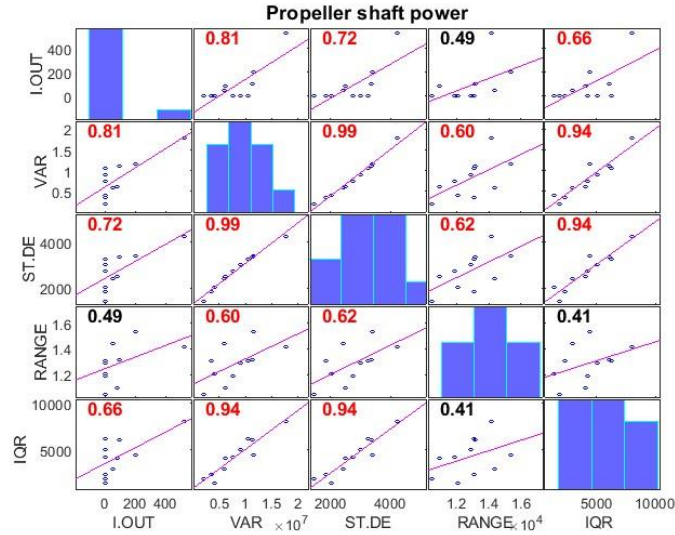 Propeller shaft power
I.OUT 400 200 0 0.81 0.72 0.49 0.66
VAR 2 1.5 1 0.5 0.81 0.99 0.60 0.94
ST.DE 4000 2000 0.72 0.99 0.62 0.94
RANGE 1.6 1.4 1.2 0.49 0.60 0.62 0.41
IQR 10000 5000 0.66 0.94 0.94 0.41
0 200 400 0.5 1 1.5 2 2000 4000 1.2 1.4 1.6 5000 10000
I.OUT VAR ×10⁷ ST.DE RANGE ×10⁴ IQR